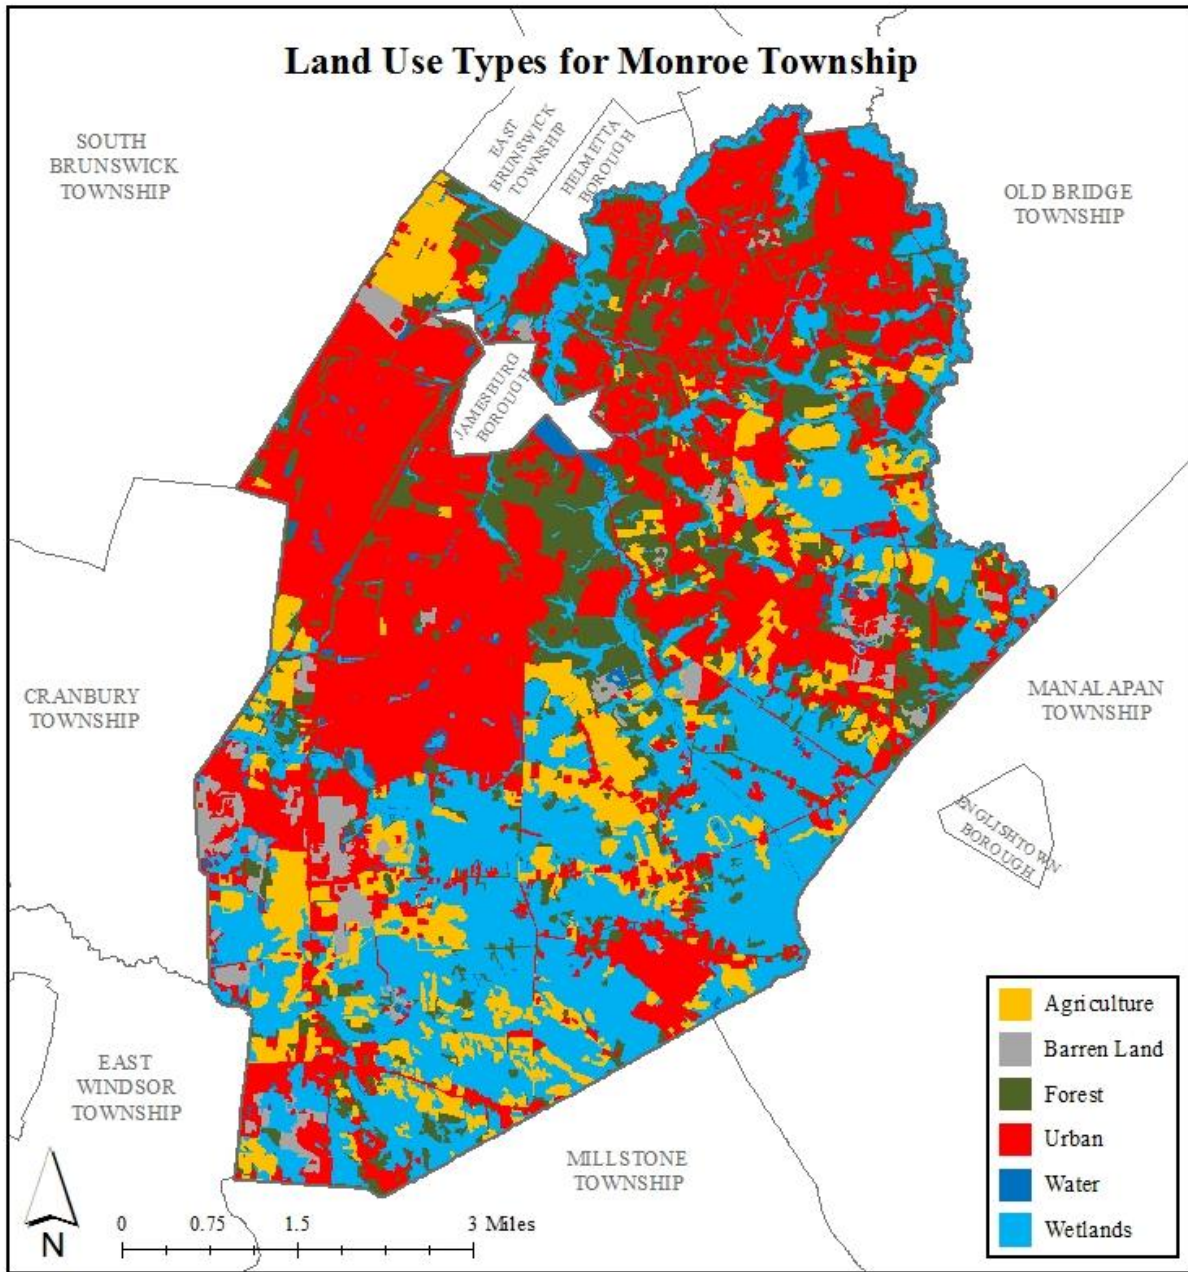 Land Use Types for Monroe Township
SOUTH
BRUNSWICK
TOWNSHIP
EAST
BRUNSWICK
TOWNSHIP
HELMETTA
BOROUGH
OLD BRIDGE
TOWNSHIP
JAMESBURG
BOROUGH
CRANBURY
TOWNSHIP
MANALAPAN
TOWNSHIP
ENGLISHTOWN
BOROUGH
EAST
WINDSOR
TOWNSHIP
MILLSTONE
TOWNSHIP
Agriculture
Barren Land
Forest
Urban
Water
Wetlands
N
0 0.75 1.5 3 Miles